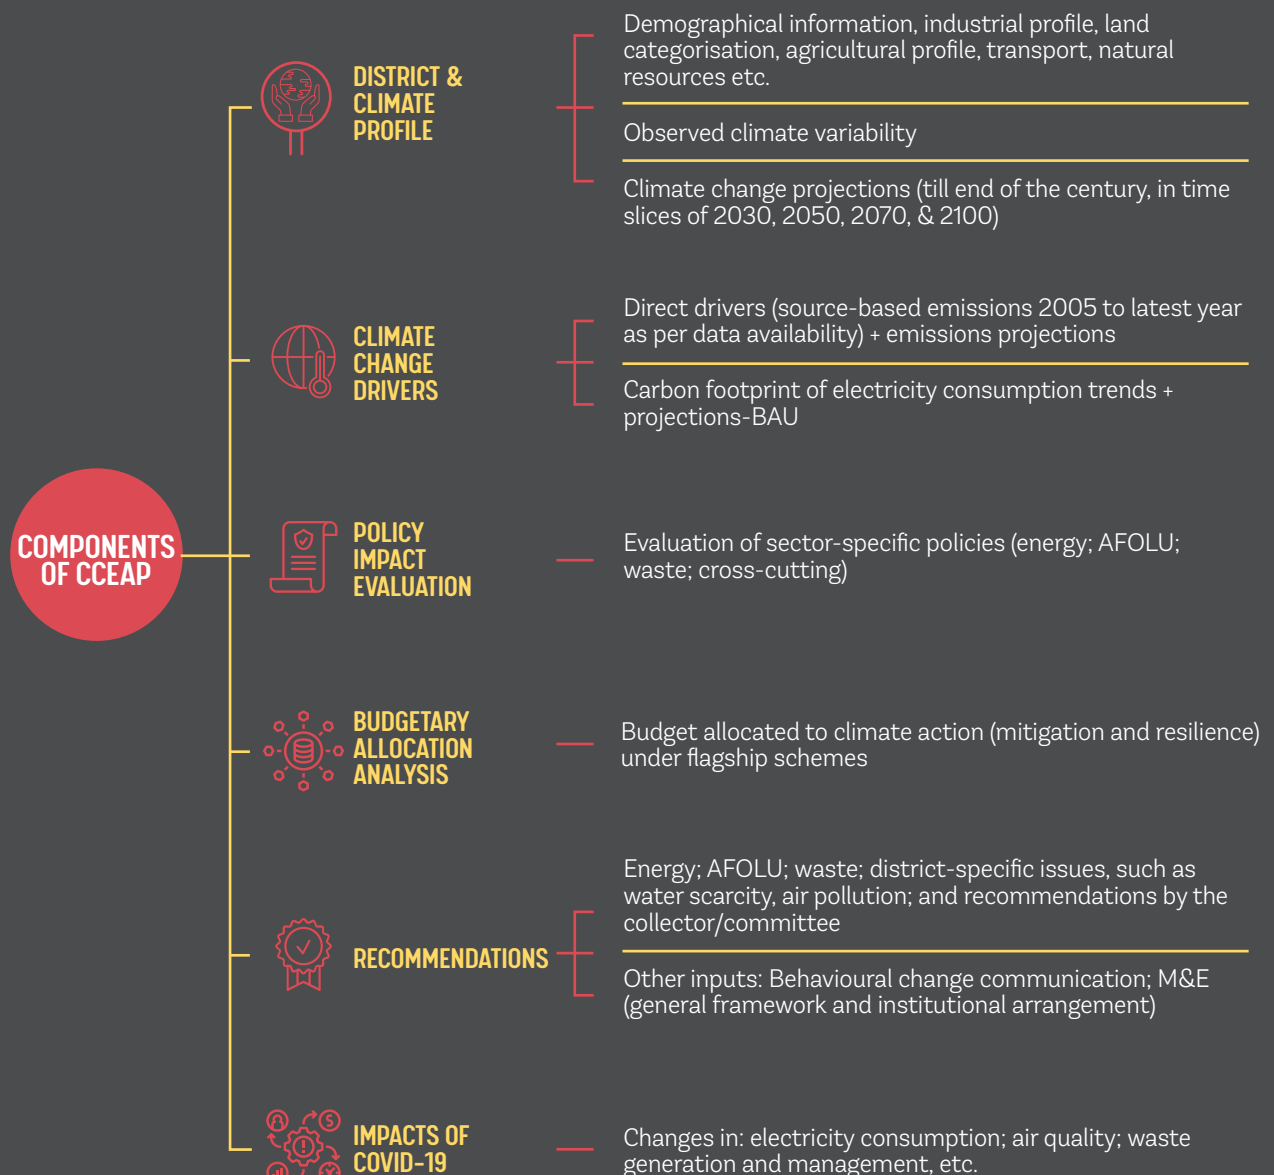 COMPONENTS
OF CCEAP
DISTRICT &
CLIMATE
PROFILE
Demographical information, industrial profile, land
categorisation, agricultural profile, transport, natural
resources etc.
Observed climate variability
Climate change projections (till end of the century, in time
slices of 2030, 2050, 2070, & 2100)
CLIMATE
CHANGE
DRIVERS
Direct drivers (source-based emissions 2005 to latest year
as per data availability) + emissions projections
Carbon footprint of electricity consumption trends +
projections-BAU
POLICY
IMPACT
EVALUATION
Evaluation of sector-specific policies (energy; AFOLU;
waste; cross-cutting)
BUDGETARY
ALLOCATION
ANALYSIS
Budget allocated to climate action (mitigation and resilience)
under flagship schemes
RECOMMENDATIONS
Energy; AFOLU; waste; district-specific issues, such as
water scarcity, air pollution; and recommendations by the
collector/committee
Other inputs: Behavioural change communication; M&E
(general framework and institutional arrangement)
IMPACTS OF
COVID-19
Changes in: electricity consumption; air quality; waste
generation and management, etc.